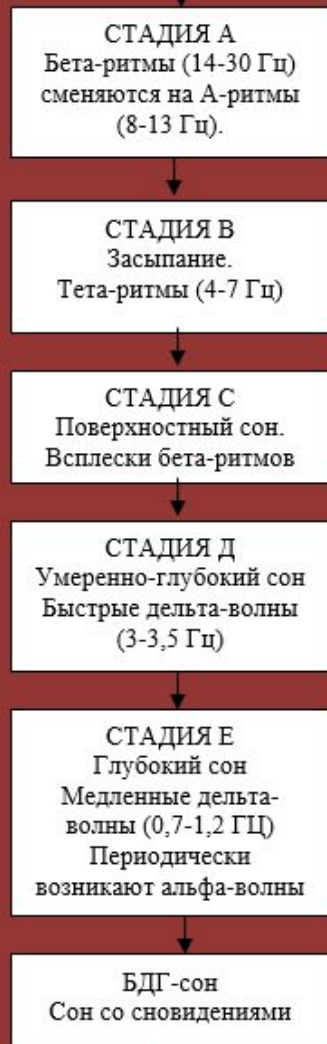 СТАДИЯ А
Бета-ритмы (14-30 Гц)
сменяются на А-ритмы
(8-13 Гц).
СТАДИЯ В
Засыпание.
Тета-ритмы (4-7 Гц)
СТАДИЯ С
Поверхностный сон.
Всплески бета-ритмов
СТАДИЯ Д
Умеренно-глубокий сон
Быстрые дельта-волны
(3-3,5 Гц)
СТАДИЯ Е
Глубокий сон
Медленные дельта-
волны (0,7-1,2 ГЦ)
Периодически
возникают альфа-волны
БДГ-сон
Сон со сновидениями